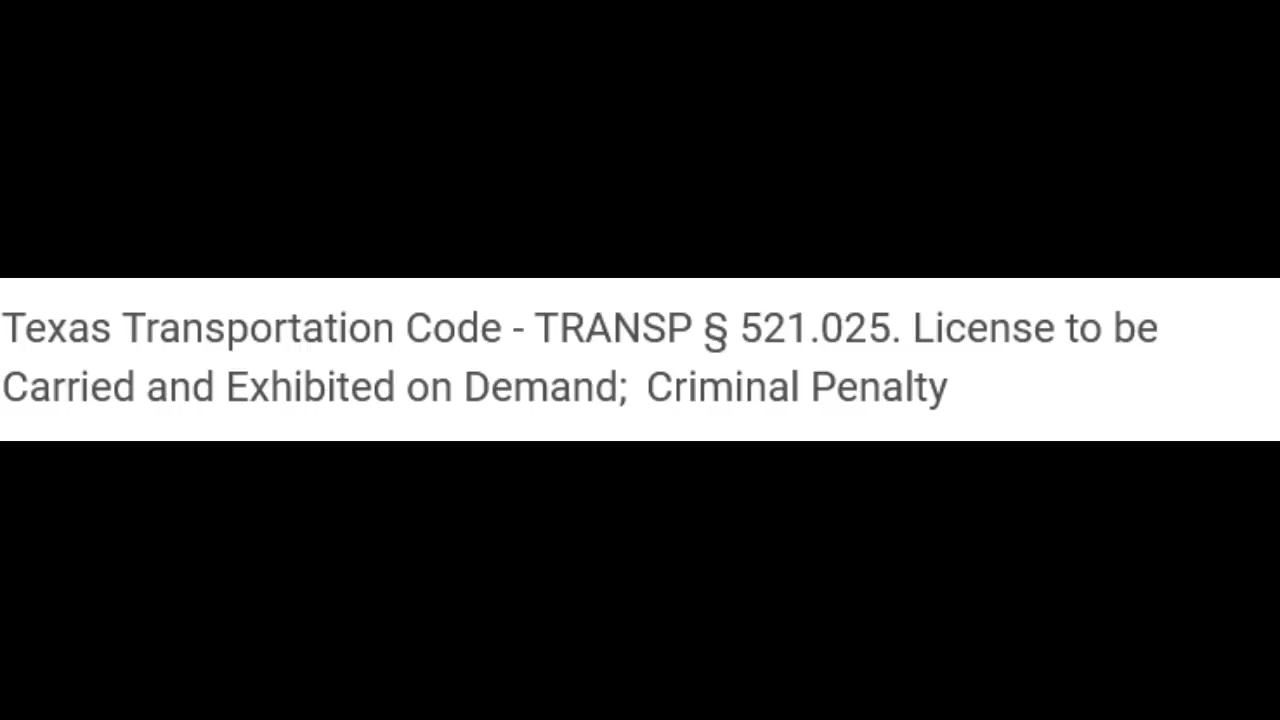 Texas Transportation Code - TRANSP § 521.025. License to be
Carried and Exhibited on Demand;  Criminal Penalty